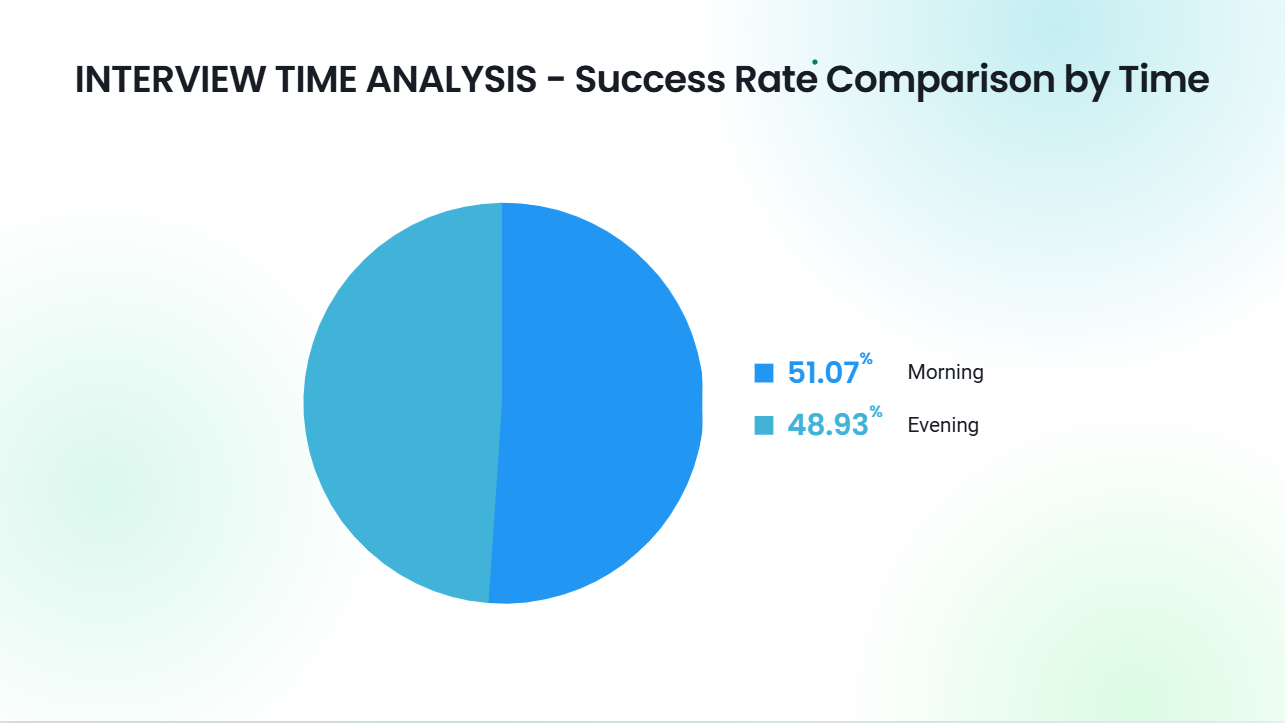 INTERVIEW TIME ANALYSIS - Success Rate Comparison by Time
51.07% Morning
48.93% Evening